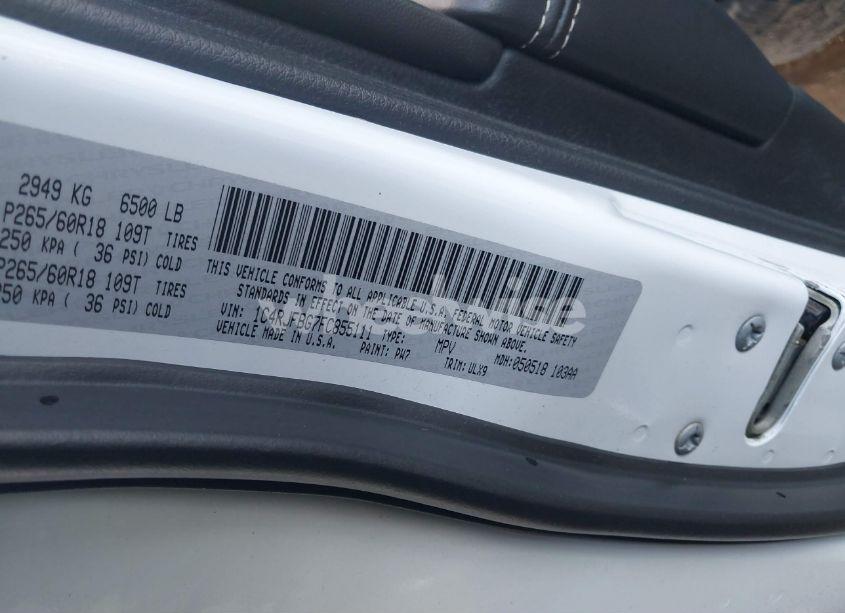 2949 KG 6500 LB
P265/60R18 109T TIRES
250 KPA ( 36 PSI) COLD
P265/60R18 109T TIRES
250 KPA ( 36 PSI) COLD
THIS VEHICLE CONFORMS TO ALL APPLICABLE U.S.A. FEDERAL MOTOR VEHICLE SAFETY
STANDARDS IN EFFECT ON THE DATE OF MANUFACTURE SHOWN ABOVE.
VIN: 1C4RJFBG7FC855111 TYPE: MPV
VEHICLE MADE IN U.S.A. PAINT: PW7 TRIM: ULX9 MDH: 050518 103AA